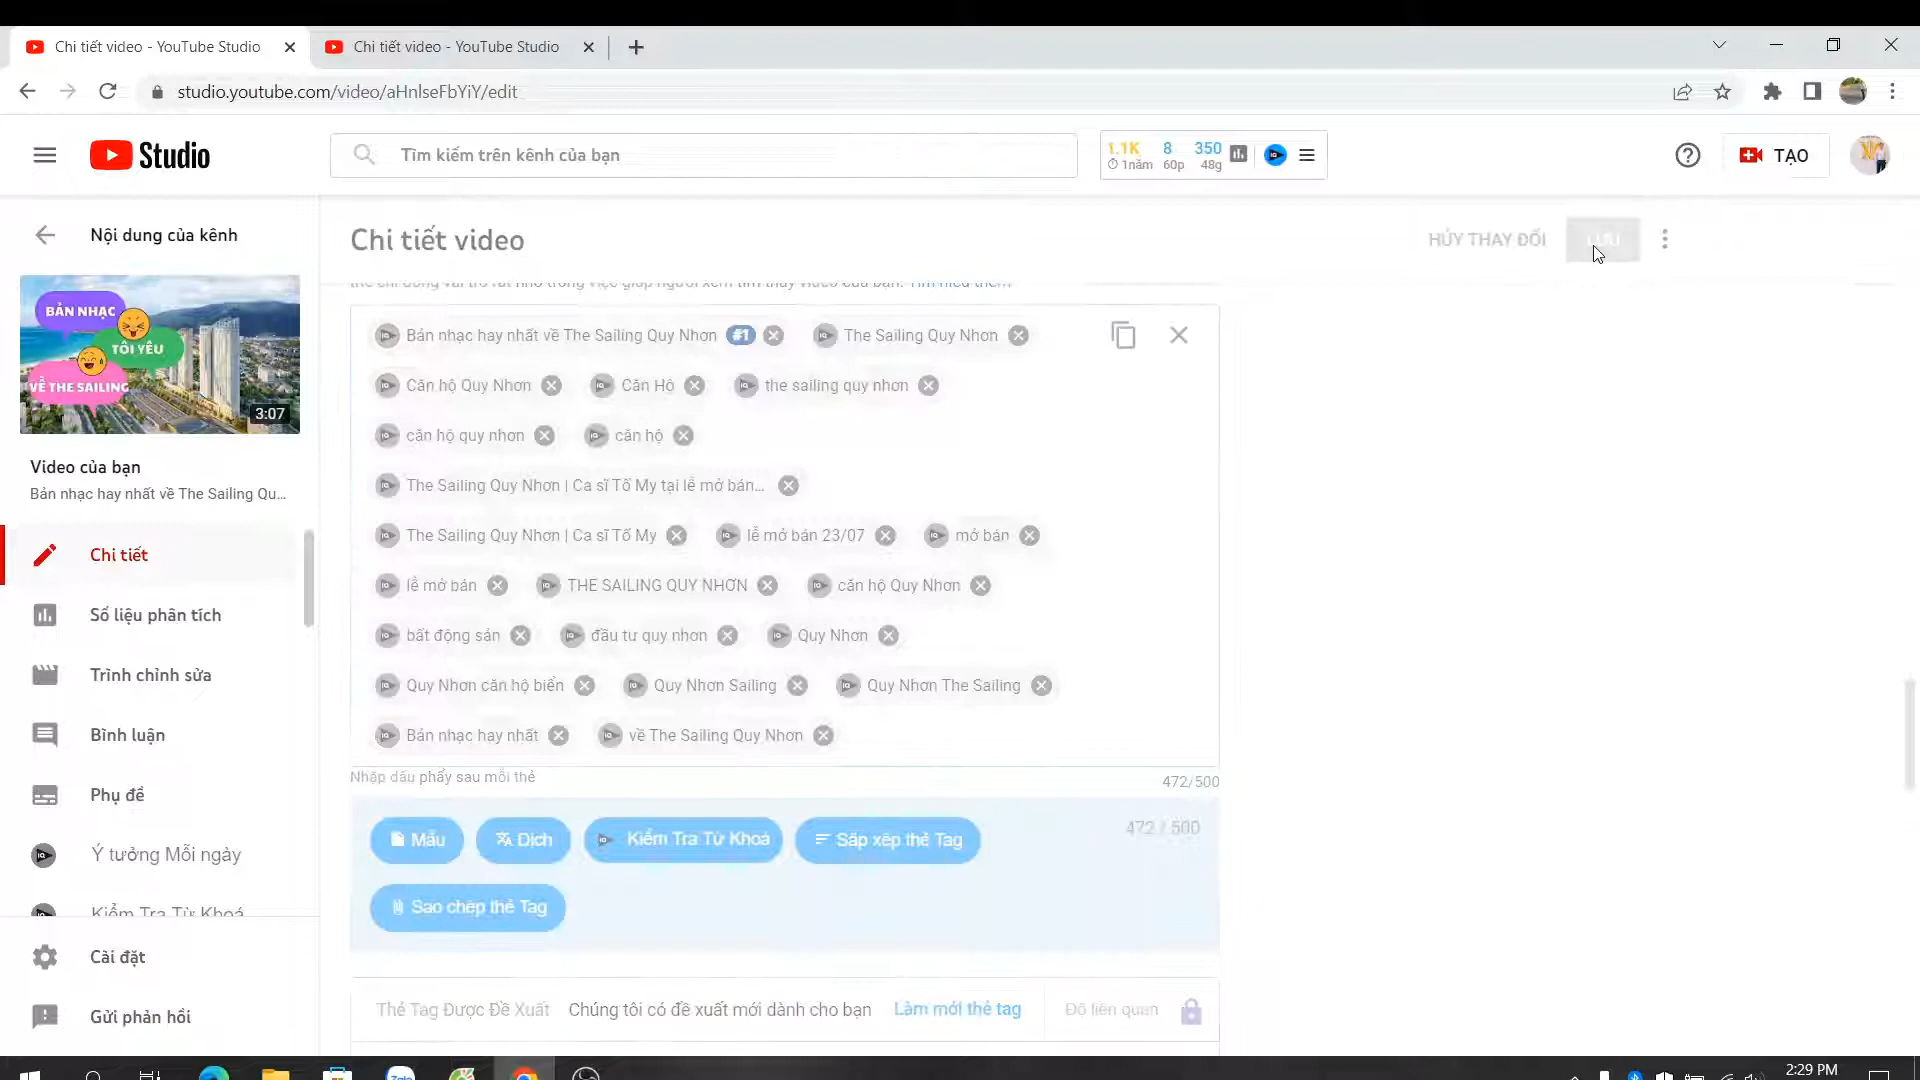 Chi tiết video - YouTube Studio
Chi tiết video - YouTube Studio
studio.youtube.com/video/aHnlseFbYiY/edit
Studio
Tìm kiếm trên kênh của bạn
1.1K 8 350
1năm 60p 48g
TẠO
Nội dung của kênh
Chi tiết video
HỦY THAY ĐỔI
LƯU
BẢN NHẠC
TÔI YÊU
VỀ THE SAILING
3:07
Video của bạn
Bản nhạc hay nhất về The Sailing Qu...
Chi tiết
Số liệu phân tích
Trình chỉnh sửa
Bình luận
Phụ đề
Ý tưởng Mỗi ngày
Kiểm Tra Từ Khoá
Cài đặt
Gửi phản hồi
Bản nhạc hay nhất về The Sailing Quy Nhơn #1 The Sailing Quy Nhơn
Căn hộ Quy Nhơn Căn Hộ the sailing quy nhơn
căn hộ quy nhơn căn hộ
The Sailing Quy Nhơn | Ca sĩ Tố My tại lễ mở bán...
The Sailing Quy Nhơn | Ca sĩ Tố My lễ mở bán 23/07 mở bán
lễ mở bán THE SAILING QUY NHƠN căn hộ Quy Nhơn
bất động sản đầu tư quy nhơn Quy Nhơn
Quy Nhơn căn hộ biển Quy Nhơn Sailing Quy Nhơn The Sailing
Bản nhạc hay nhất về The Sailing Quy Nhơn
Nhập dấu phẩy sau mỗi thẻ
472/500
Mẫu Dịch Kiểm Tra Từ Khoá Sắp xếp thẻ Tag
472 / 500
Sao chép thẻ Tag
Thẻ Tag Được Đề Xuất Chúng tôi có đề xuất mới dành cho bạn Làm mới thẻ tag Độ liên quan
Zalo
2:29 PM